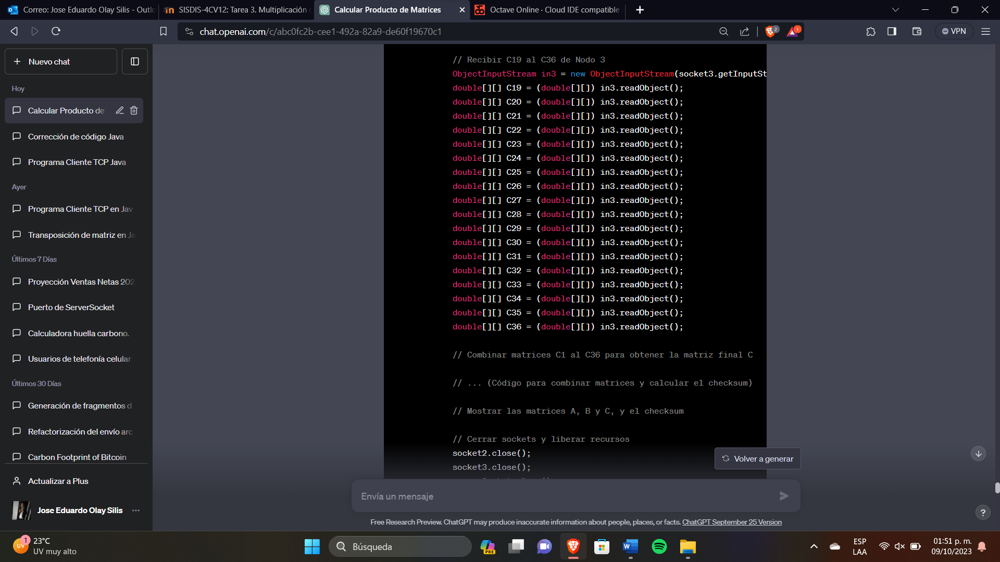 Correo: Jose Eduardo Olay Silis - Outlo
SISDIS-4CV12: Tarea 3. Multiplicación
Calcular Producto de Matrices
Octave Online · Cloud IDE compatible
chat.openai.com/c/abc0fc2b-cee1-492a-82a9-de60f19670c1
2
1
VPN
Nuevo chat
Hoy
Calcular Producto de
Corrección de código Java
Programa Cliente TCP Java
Ayer
Programa Cliente TCP en Jav
Transposición de matriz en Ja
Últimos 7 Días
Proyección Ventas Netas 202
Puerto de ServerSocket
Calculadora huella carbono.
Usuarios de telefonía celular
Últimos 30 Días
Generación de fragmentos d
Refactorización del envío arc
Carbon Footprint of Bitcoin
Actualizar a Plus
Jose Eduardo Olay Silis
// Recibir C19 al C36 de Nodo 3
ObjectInputStream in3 = new ObjectInputStream(socket3.getInputSt
double[][] C19 = (double[][]) in3.readObject();
double[][] C20 = (double[][]) in3.readObject();
double[][] C21 = (double[][]) in3.readObject();
double[][] C22 = (double[][]) in3.readObject();
double[][] C23 = (double[][]) in3.readObject();
double[][] C24 = (double[][]) in3.readObject();
double[][] C25 = (double[][]) in3.readObject();
double[][] C26 = (double[][]) in3.readObject();
double[][] C27 = (double[][]) in3.readObject();
double[][] C28 = (double[][]) in3.readObject();
double[][] C29 = (double[][]) in3.readObject();
double[][] C30 = (double[][]) in3.readObject();
double[][] C31 = (double[][]) in3.readObject();
double[][] C32 = (double[][]) in3.readObject();
double[][] C33 = (double[][]) in3.readObject();
double[][] C34 = (double[][]) in3.readObject();
double[][] C35 = (double[][]) in3.readObject();
double[][] C36 = (double[][]) in3.readObject();
// Combinar matrices C1 al C36 para obtener la matriz final C
// ... (Código para combinar matrices y calcular el checksum)
// Mostrar las matrices A, B y C, y el checksum
// Cerrar sockets y liberar recursos
socket2.close();
socket3.close();
Volver a generar
Envía un mensaje
Free Research Preview. ChatGPT may produce inaccurate information about people, places, or facts. ChatGPT September 25 Version
?
UV
1
23°C
UV muy alto
Búsqueda
PRE
ESP
LAA
01:51 p. m.
09/10/2023